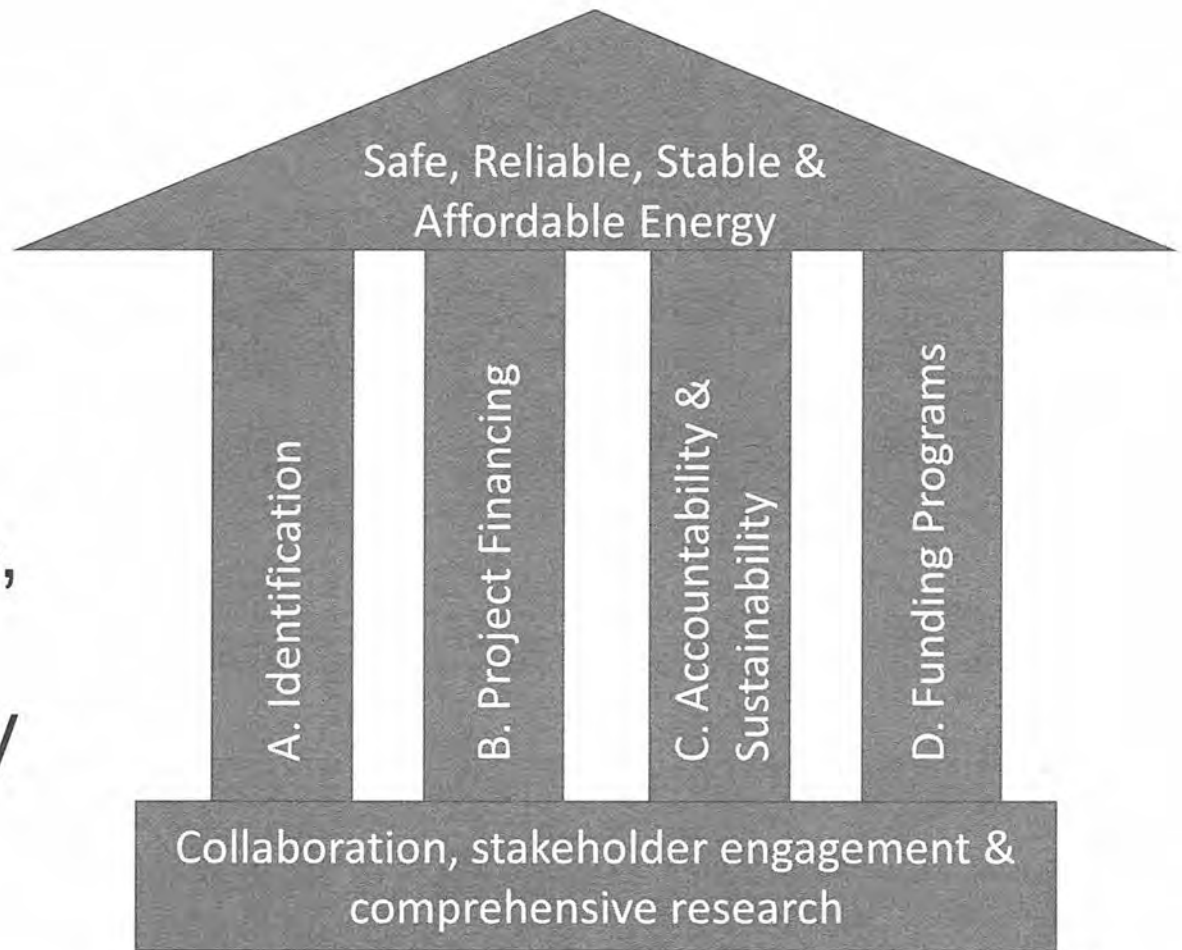 Safe, Reliable, Stable &
Affordable Energy
A. Identification
B. Project Financing
C. Accountability &
Sustainability
D. Funding Programs
Collaboration, stakeholder engagement &
comprehensive research